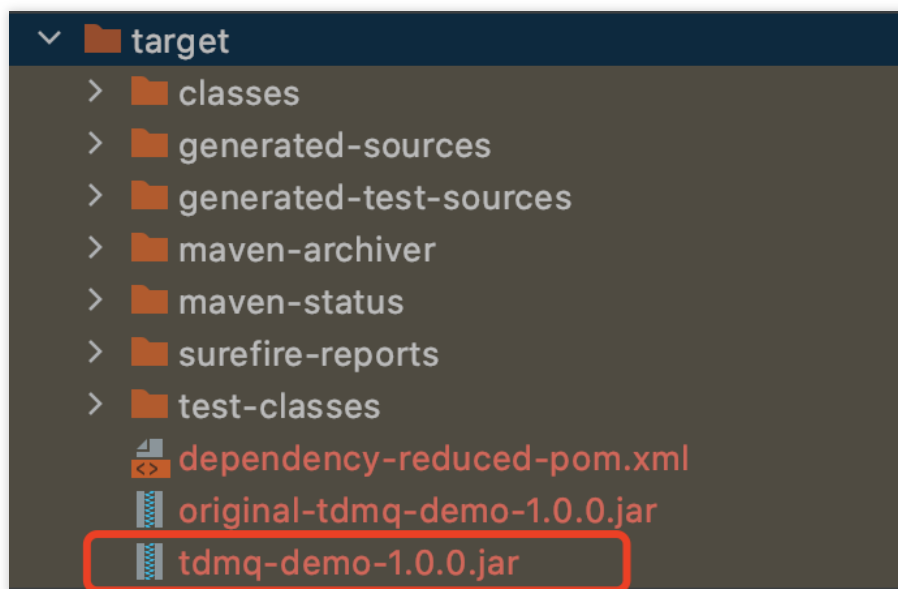 target
classes
generated-sources
generated-test-sources
maven-archiver
maven-status
surefire-reports
test-classes
dependency-reduced-pom.xml
original-tdmq-demo-1.0.0.jar
tdmq-demo-1.0.0.jar